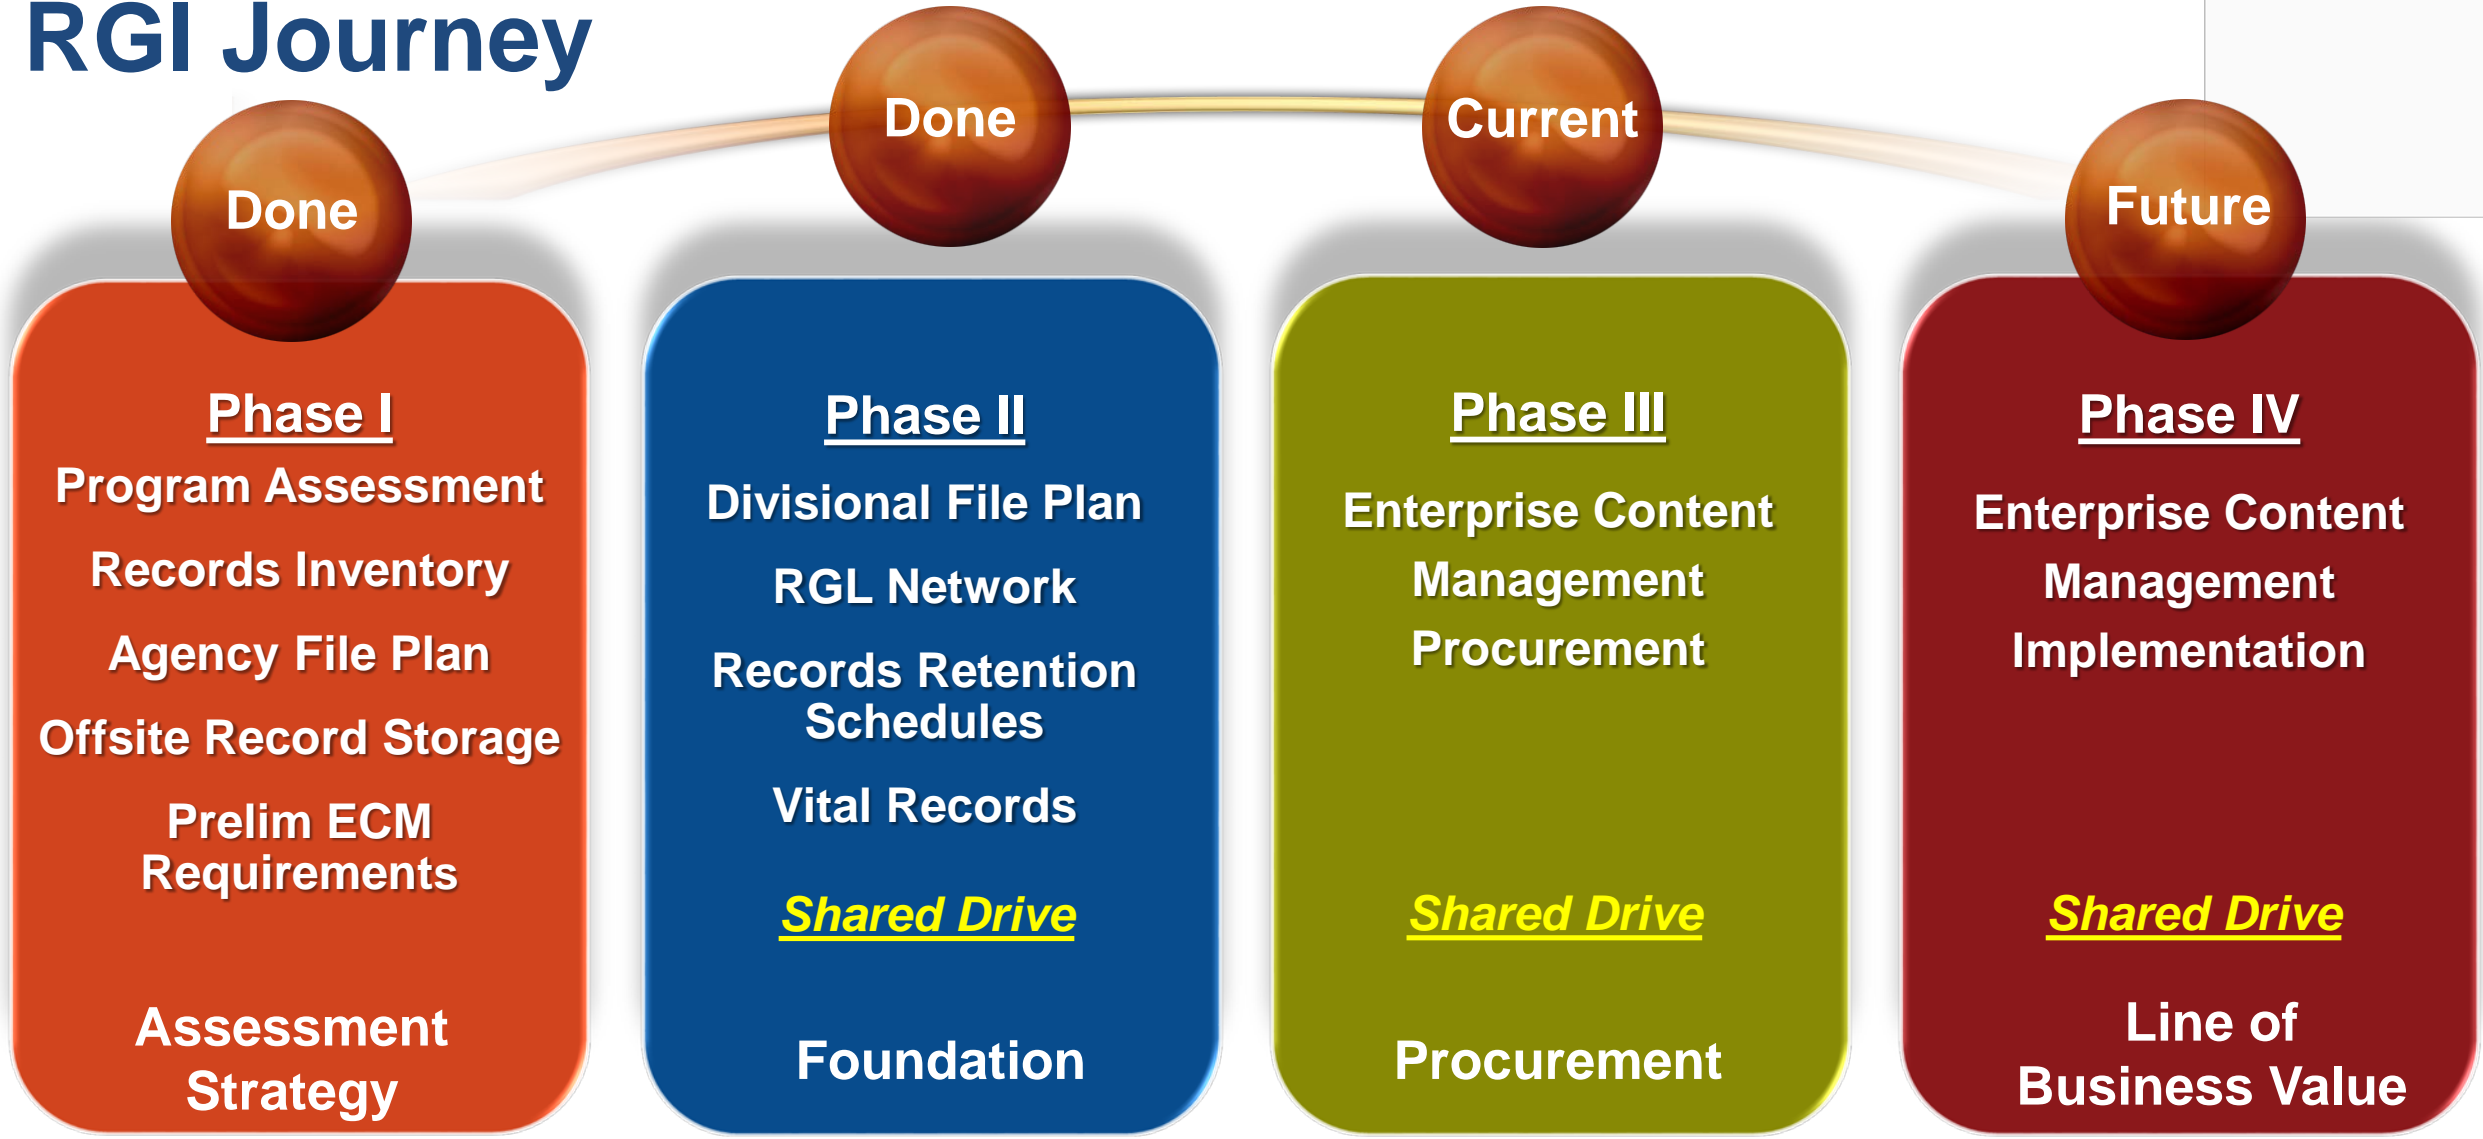 RGI Journey
Done
Done
Current
Future
Phase I
Program Assessment
Records Inventory
Agency File Plan
Offsite Record Storage
Prelim ECM
Requirements
Assessment
Strategy
Phase II
Divisional File Plan
RGL Network
Records Retention
Schedules
Vital Records
Shared Drive
Foundation
Phase III
Enterprise Content
Management
Procurement
Shared Drive
Procurement
Phase IV
Enterprise Content
Management
Implementation
Shared Drive
Line of
Business Value